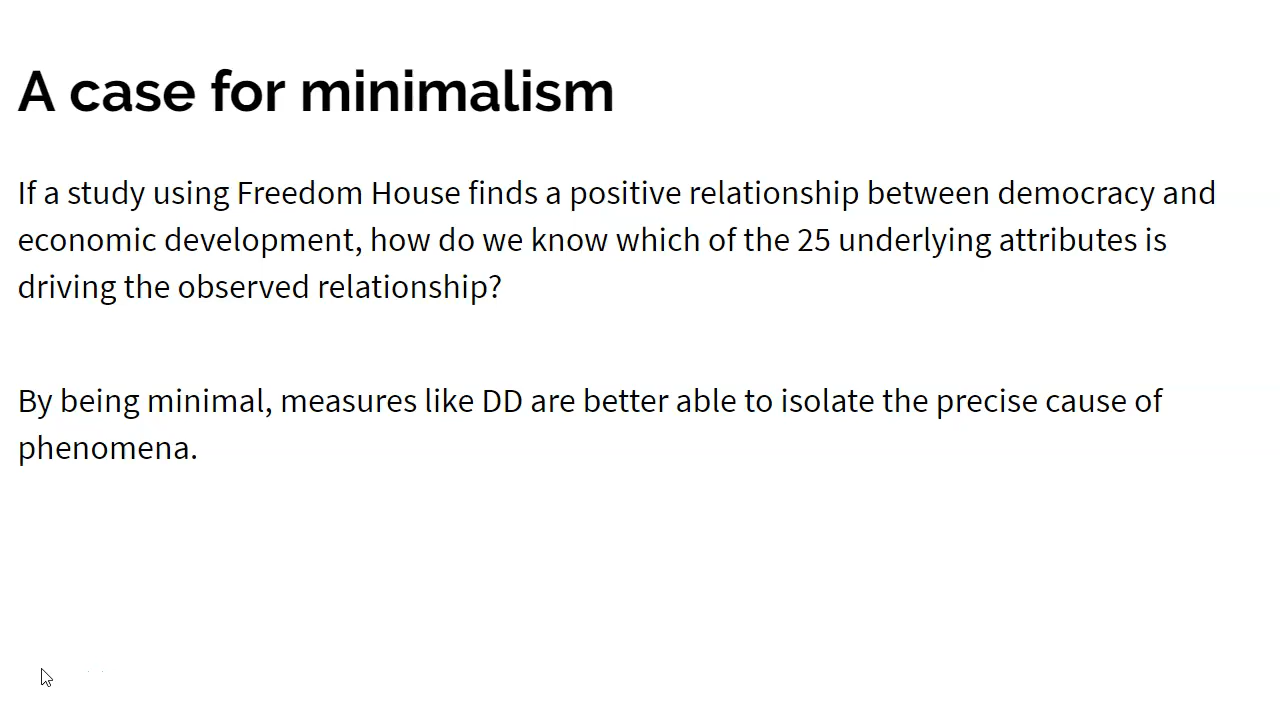 A case for minimalism
If a study using Freedom House finds a positive relationship between democracy and
economic development, how do we know which of the 25 underlying attributes is
driving the observed relationship?
By being minimal, measures like DD are better able to isolate the precise cause of
phenomena.